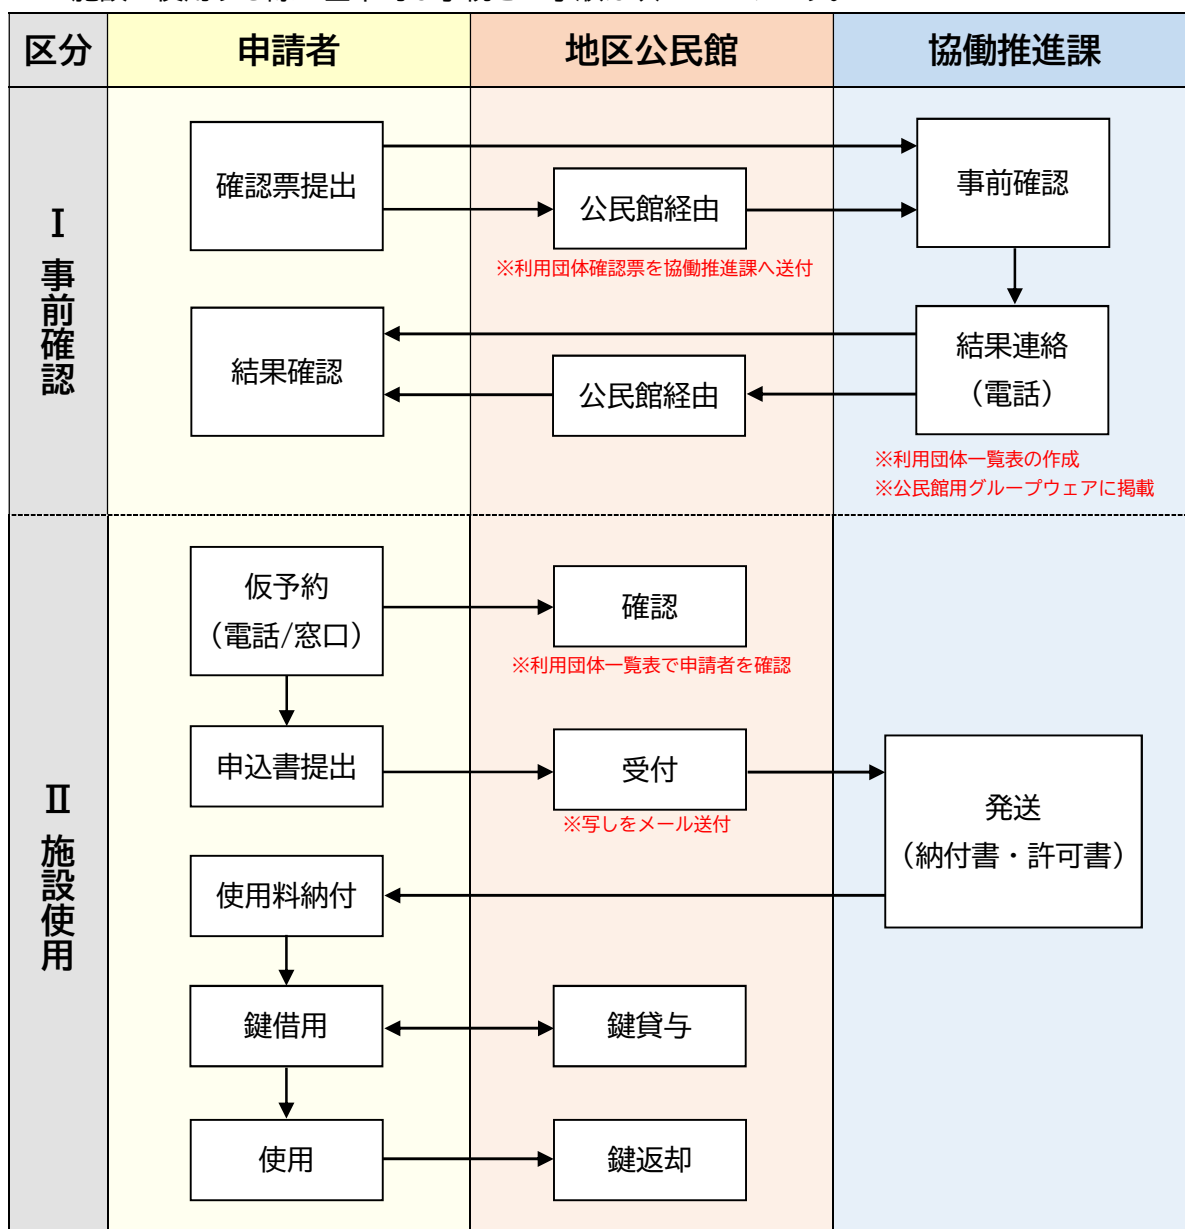 区分
申請者
地区公民館
協働推進課
Ⅰ 事前確認
確認票提出
公民館経由
※利用団体確認票を協働推進課へ送付
事前確認
結果確認
公民館経由
結果連絡
（電話）
※利用団体一覧表の作成
※公民館用グループウェアに掲載
Ⅱ 施設使用
仮予約
（電話/窓口）
確認
※利用団体一覧表で申請者を確認
申込書提出
受付
※写しをメール送付
発送
（納付書・許可書）
使用料納付
鍵借用
鍵貸与
使用
鍵返却